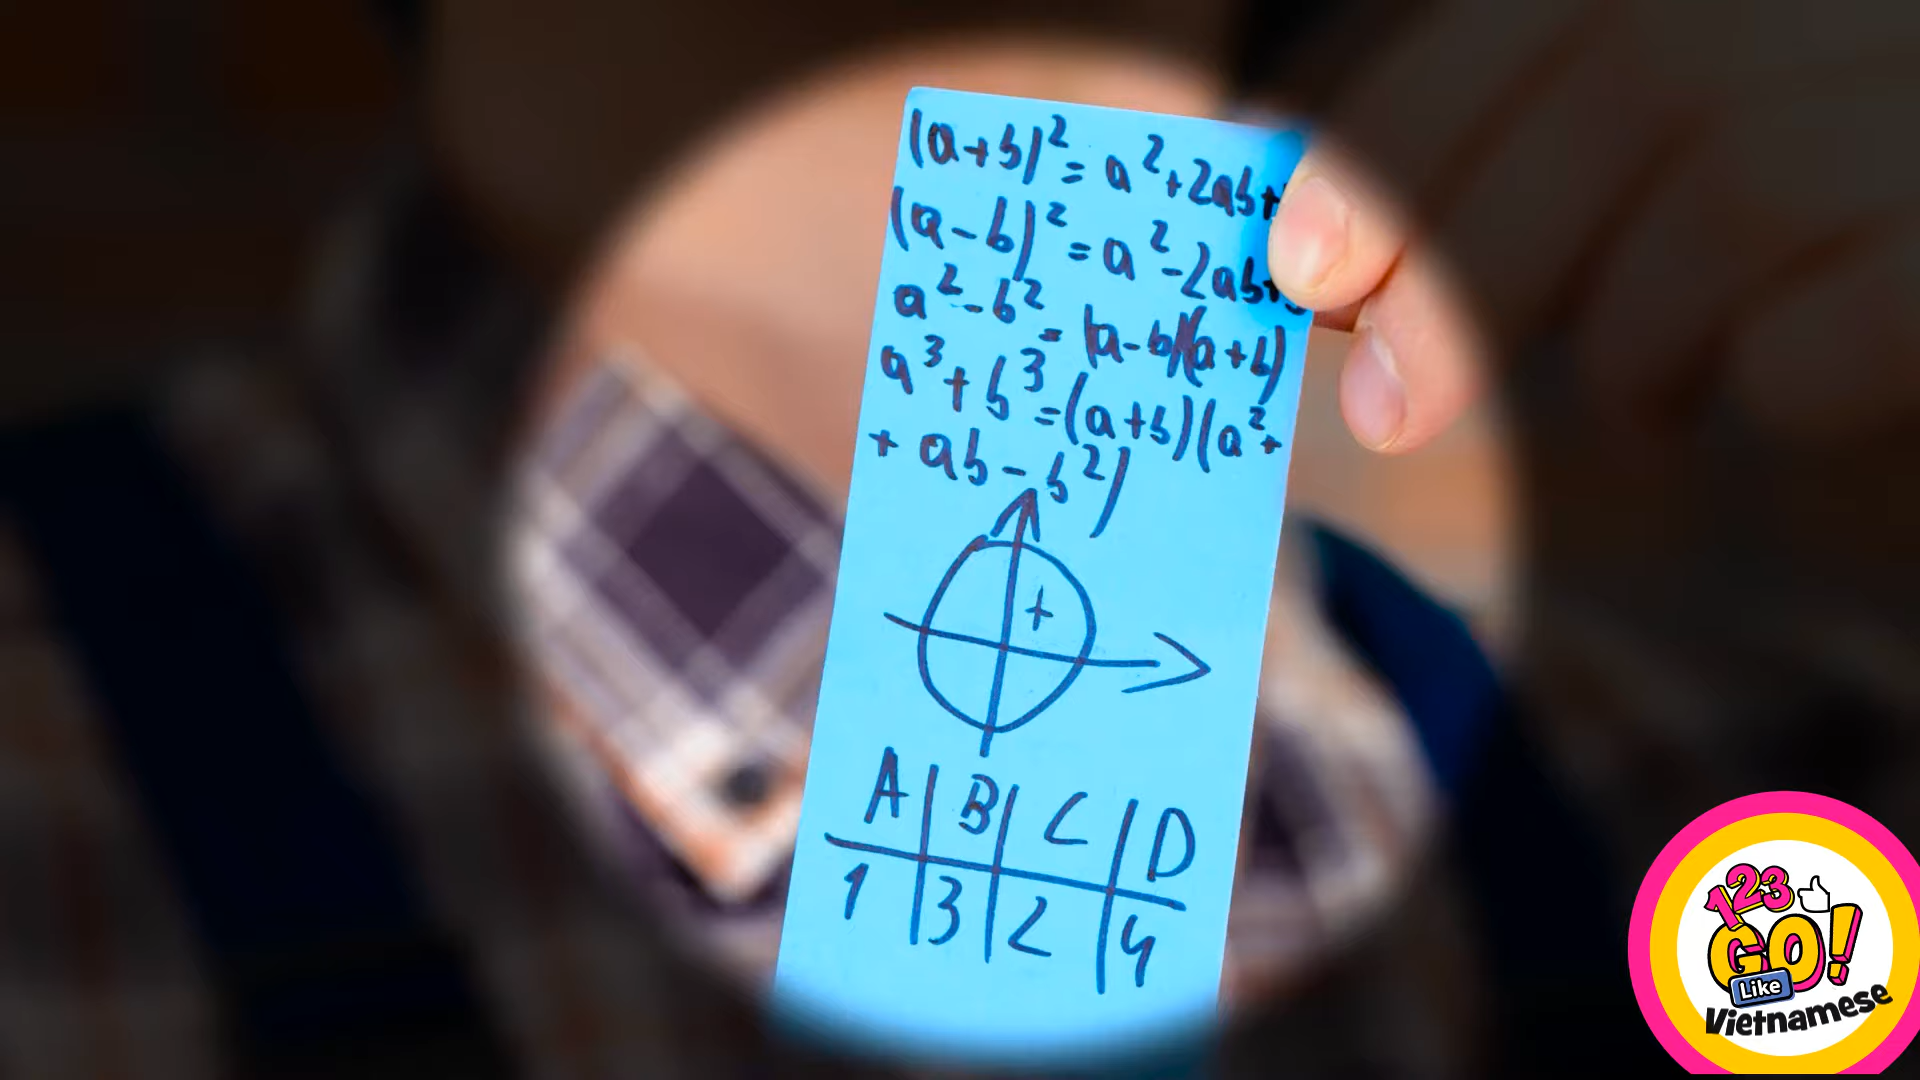 (a+b)² = a² + 2ab +
(a-b)² = a² - 2ab +
a² - b² = (a-b)(a+b)
a³ + b³ = (a+b)(a² +
+ ab - b²)
+
A | B | C | D
1 | 3 | 2 | 4
123
GO!
Like
Vietnamese